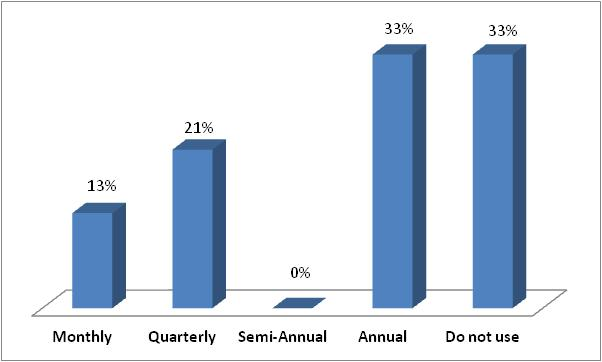 33% 33%
21%
13%
0%
Monthly Quarterly Semi-Annual Annual Do not use